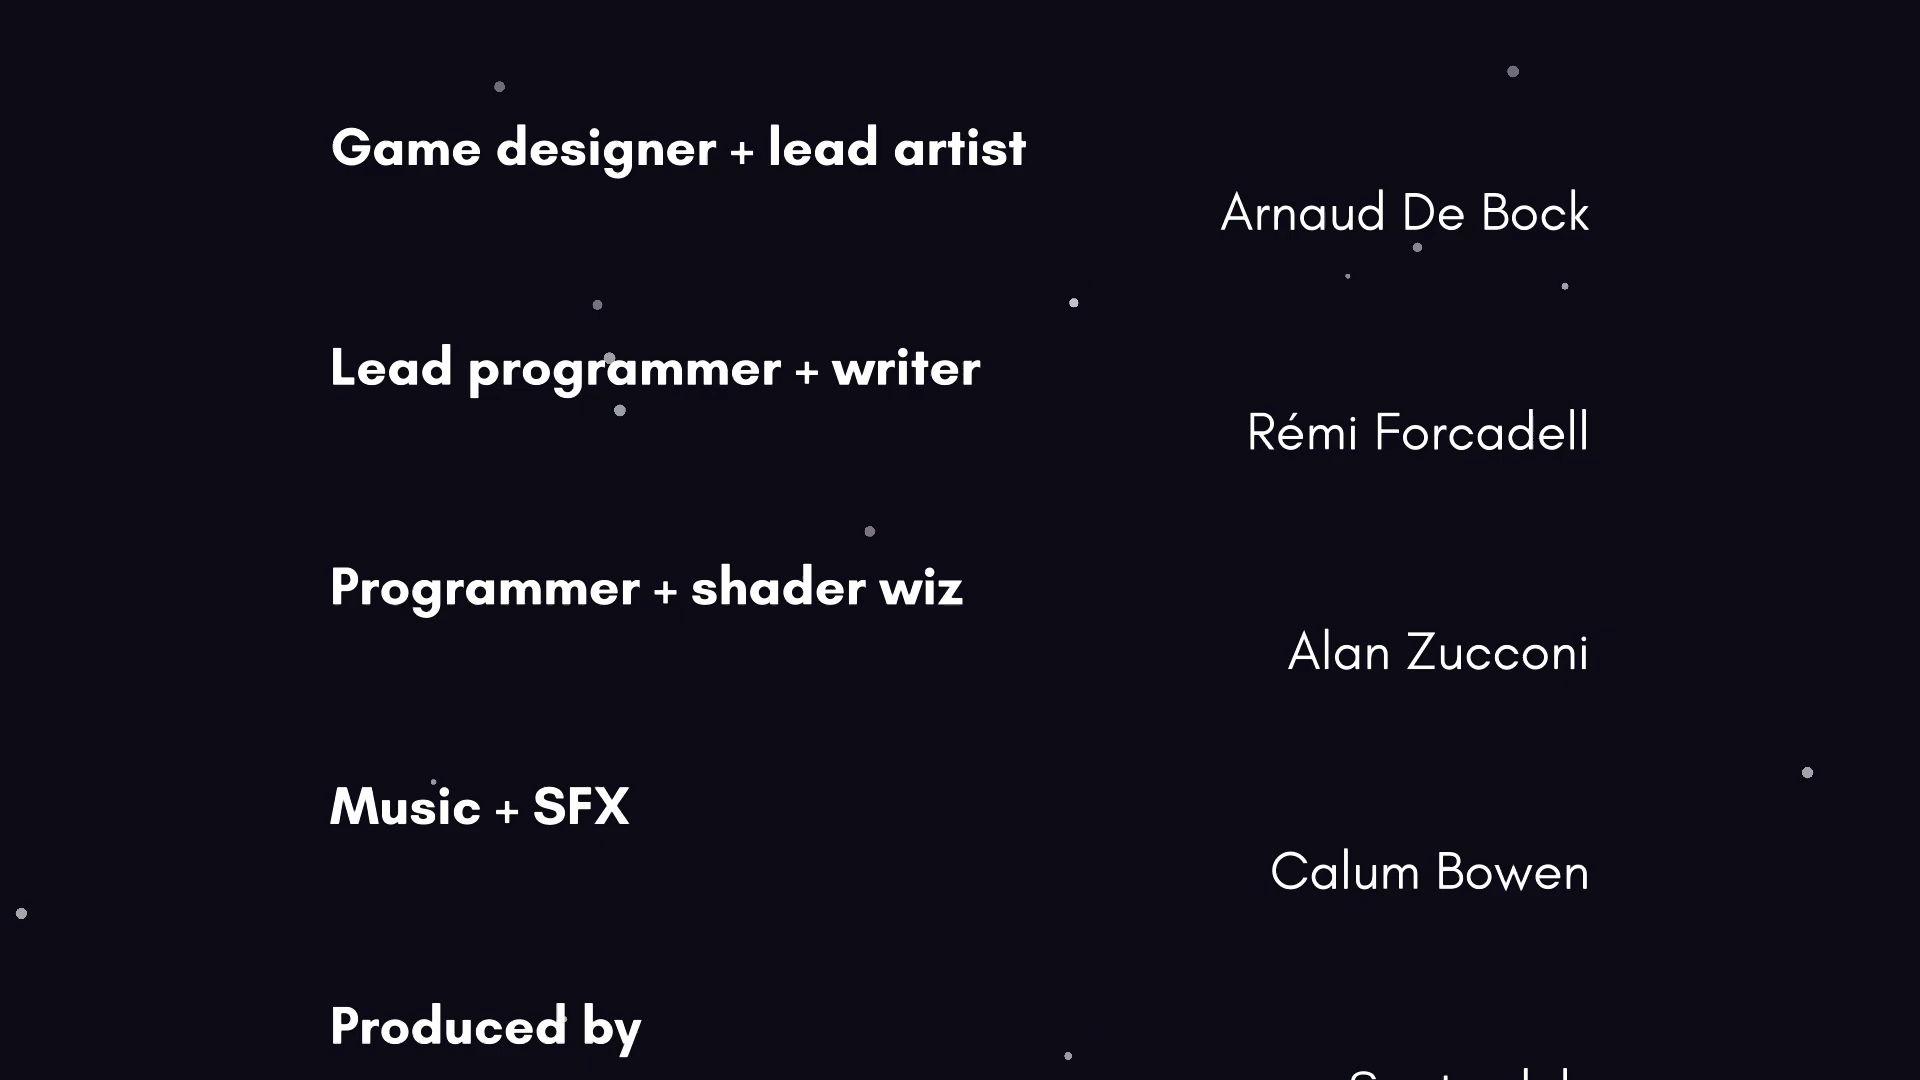 Game designer + lead artist
Arnaud De Bock
Lead programmer + writer
Rémi Forcadell
Programmer + shader wiz
Alan Zucconi
Music + SFX
Calum Bowen
Produced by